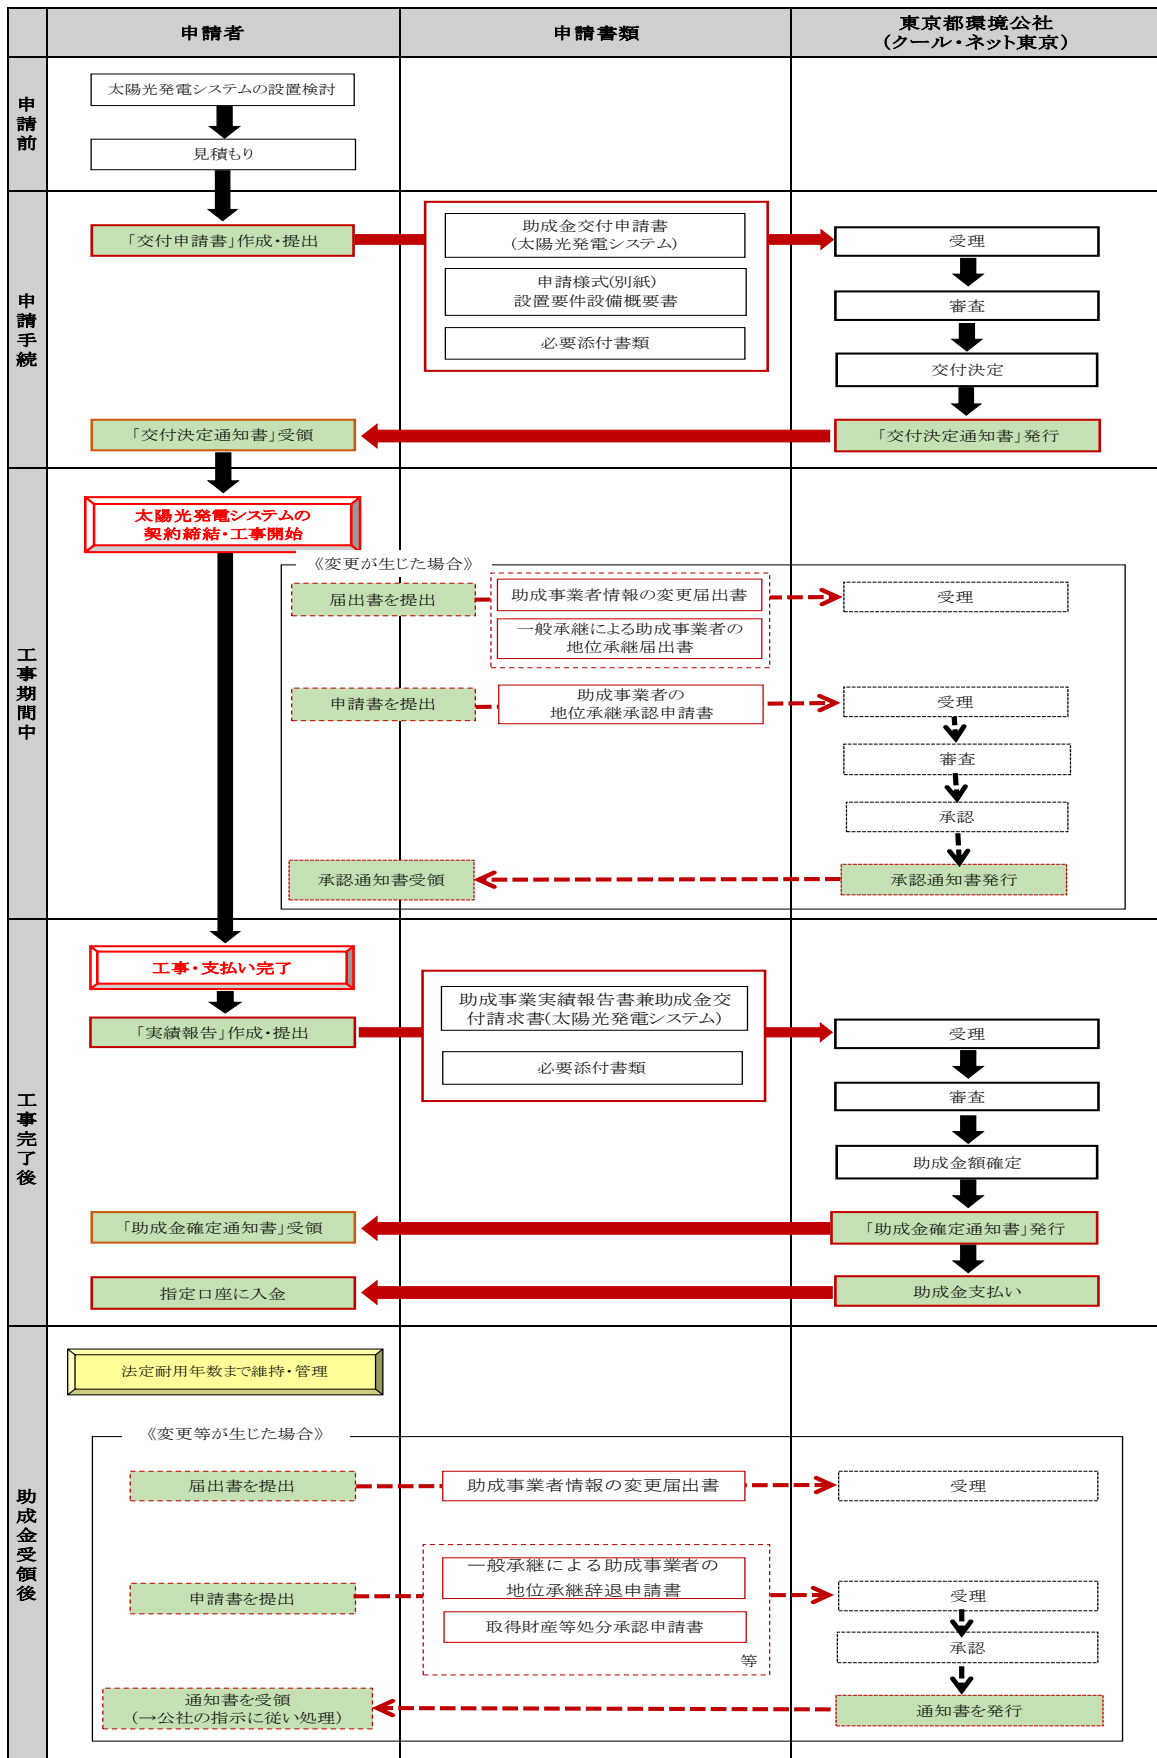 申請者
申請書類
東京都環境公社
(クール・ネット東京)
申請前
太陽光発電システムの設置検討
見積もり
申請手続
「交付申請書」作成・提出
助成金交付申請書
(太陽光発電システム)
申請様式(別紙)
設置要件設備概要書
必要添付書類
受理
審査
交付決定
「交付決定通知書」受領
「交付決定通知書」発行
工事期間中
太陽光発電システムの
契約締結・工事開始
《変更が生じた場合》
届出書を提出
助成事業者情報の変更届出書
一般承継による助成事業者の
地位承継届出書
受理
申請書を提出
助成事業者の
地位承継承認申請書
受理
審査
承認
承認通知書受領
承認通知書発行
工事完了後
工事・支払い完了
「実績報告」作成・提出
助成事業実績報告書兼助成金交
付請求書(太陽光発電システム)
必要添付書類
受理
審査
助成金額確定
「助成金確定通知書」受領
「助成金確定通知書」発行
指定口座に入金
助成金支払い
助成金受領後
法定耐用年数まで維持・管理
《変更等が生じた場合》
届出書を提出
助成事業者情報の変更届出書
受理
申請書を提出
一般承継による助成事業者の
地位承継辞退申請書
取得財産等処分承認申請書
等
受理
承認
通知書を受領
(→公社の指示に従い処理)
通知書を発行